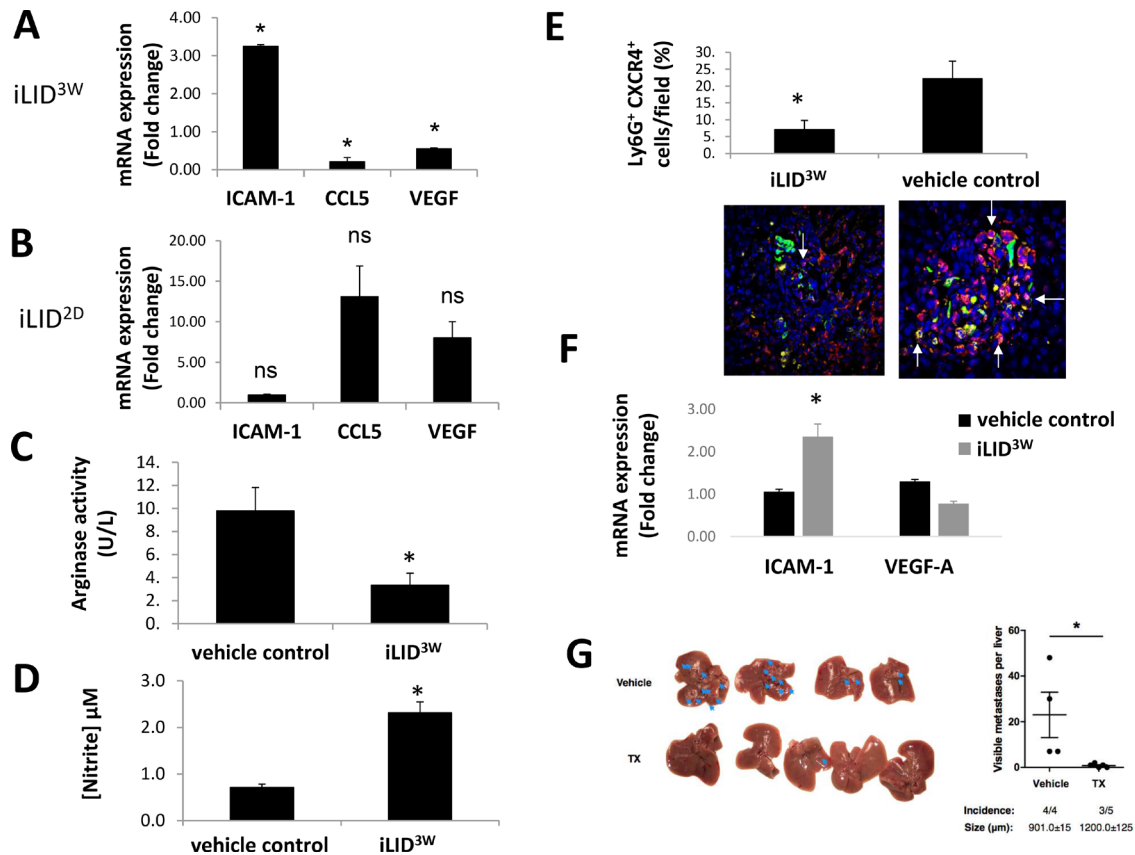 A
iLID3W
mRNA expression
(Fold change)
4.00
3.00
2.00
1.00
0.00
*
*
*
ICAM-1 CCL5 VEGF
B
iLID2D
mRNA expression
(Fold change)
20.00
15.00
10.00
5.00
0.00
ns
ns
ns
ICAM-1 CCL5 VEGF
C
Arginase activity
(U/L)
14.
12.
10.
8.
6.
4.
2.
0.
*
vehicle control iLID3W
D
[Nitrite] µM
3.0
2.0
1.0
0.0
*
vehicle control iLID3W
E
Ly6G+ CXCR4+
cells/field (%)
30.
25.
20.
15.
10.
5.
0.
*
iLID3W vehicle control
F
mRNA expression
(Fold change)
3.00
2.00
1.00
0.00
*
vehicle control
iLID3W
ICAM-1 VEGF-A
G
Vehicle
TX
Visible metastases per liver
60
40
20
0
*
Vehicle TX
Incidence: 4/4 3/5
Size (µm): 901.0±15 1200.0±125